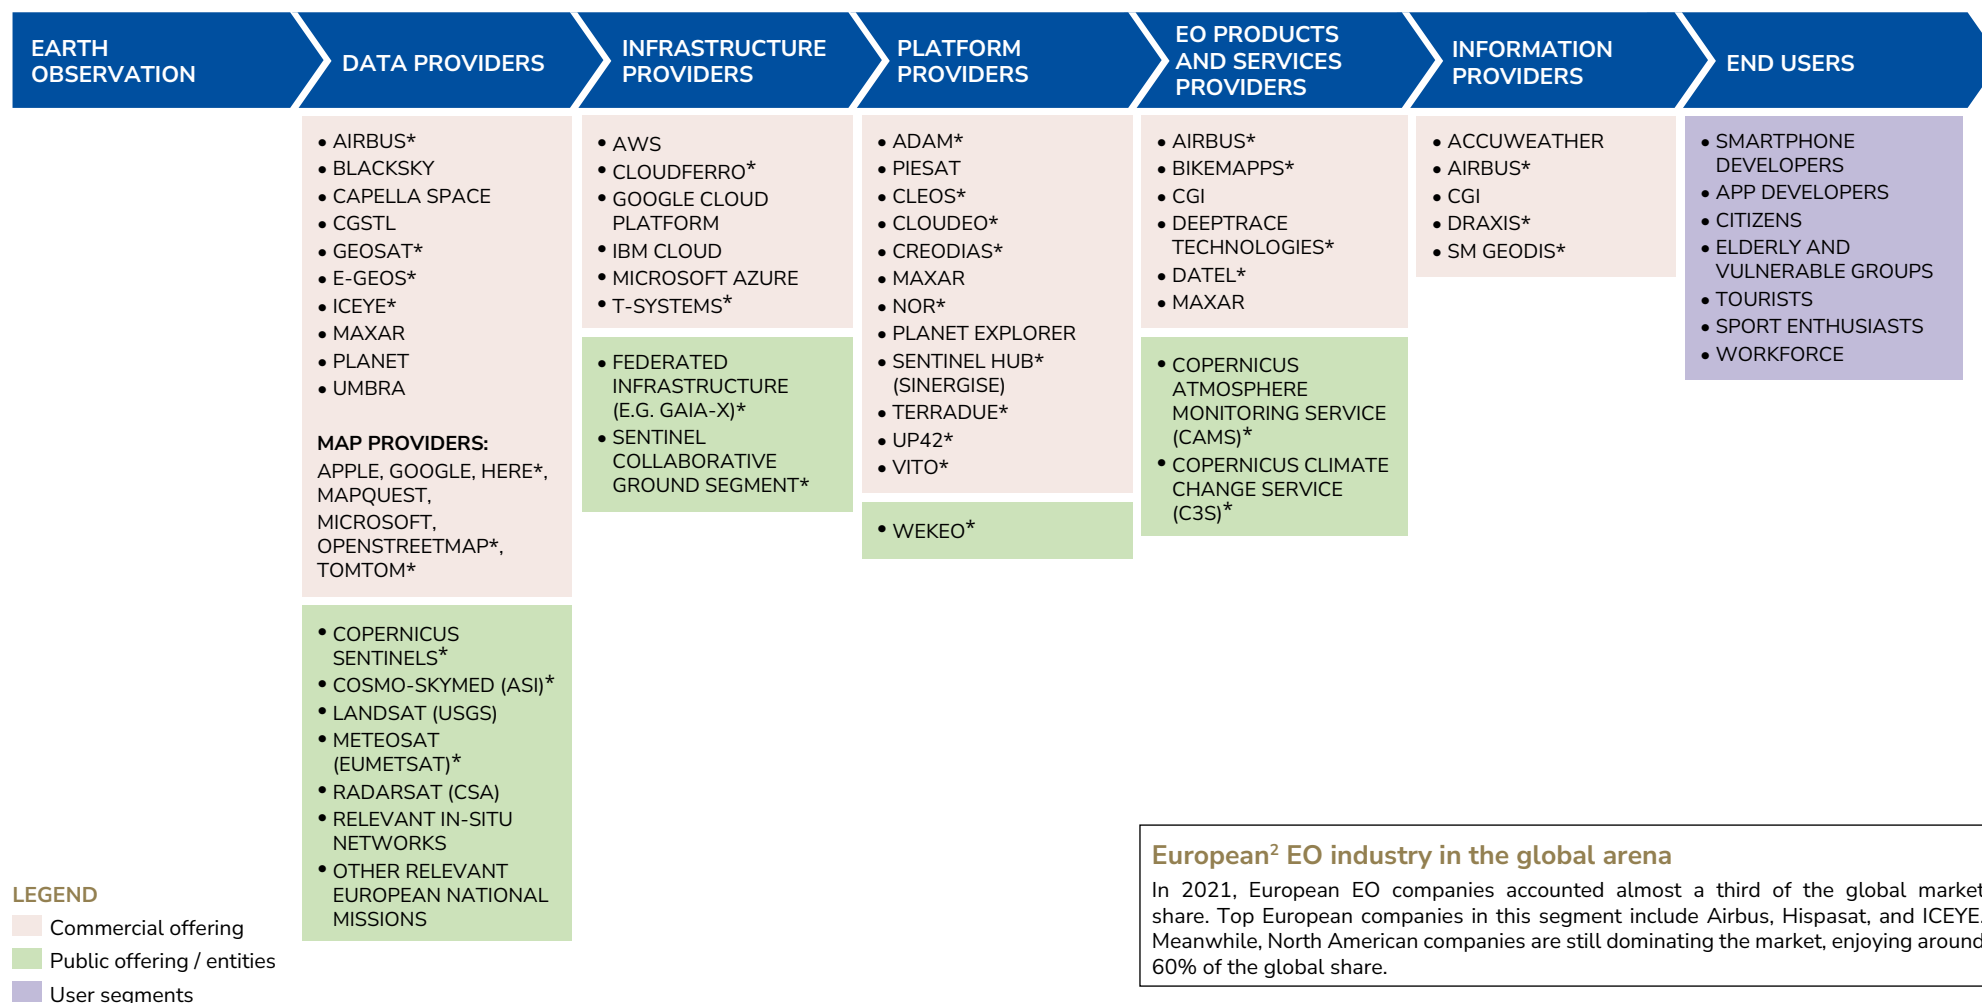 EARTH
OBSERVATION
DATA PROVIDERS
INFRASTRUCTURE
PROVIDERS
PLATFORM
PROVIDERS
EO PRODUCTS
AND SERVICES
PROVIDERS
INFORMATION
PROVIDERS
END USERS
• AIRBUS*
• BLACKSKY
• CAPELLA SPACE
• CGSTL
• GEOSAT*
• E-GEOS*
• ICEYE*
• MAXAR
• PLANET
• UMBRA
MAP PROVIDERS:
APPLE, GOOGLE, HERE*,
MAPQUEST,
MICROSOFT,
OPENSTREETMAP*,
TOMTOM*
• COPERNICUS
SENTINELS*
• COSMO-SKYMED (ASI)*
• LANDSAT (USGS)
• METEOSAT
(EUMETSAT)*
• RADARSAT (CSA)
• RELEVANT IN-SITU
NETWORKS
• OTHER RELEVANT
EUROPEAN NATIONAL
MISSIONS
• AWS
• CLOUDFERRO*
• GOOGLE CLOUD
PLATFORM
• IBM CLOUD
• MICROSOFT AZURE
• T-SYSTEMS*
• FEDERATED
INFRASTRUCTURE
(E.G. GAIA-X)*
• SENTINEL
COLLABORATIVE
GROUND SEGMENT*
• ADAM*
• PIESAT
• CLEOS*
• CLOUDEO*
• CREODIAS*
• MAXAR
• NOR*
• PLANET EXPLORER
• SENTINEL HUB*
(SINERGISE)
• TERRADUE*
• UP42*
• VITO*
• WEKEO*
• AIRBUS*
• BIKEMAPPS*
• CGI
• DEEPTRACE
TECHNOLOGIES*
• DATEL*
• MAXAR
• COPERNICUS
ATMOSPHERE
MONITORING SERVICE
(CAMS)*
• COPERNICUS CLIMATE
CHANGE SERVICE
(C3S)*
• ACCUWEATHER
• AIRBUS*
• CGI
• DRAXIS*
• SM GEODIS*
• SMARTPHONE
DEVELOPERS
• APP DEVELOPERS
• CITIZENS
• ELDERLY AND
VULNERABLE GROUPS
• TOURISTS
• SPORT ENTHUSIASTS
• WORKFORCE
LEGEND
Commercial offering
Public offering / entities
User segments
European² EO industry in the global arena
In 2021, European EO companies accounted almost a third of the global market
share. Top European companies in this segment include Airbus, Hispasat, and ICEYE.
Meanwhile, North American companies are still dominating the market, enjoying around
60% of the global share.